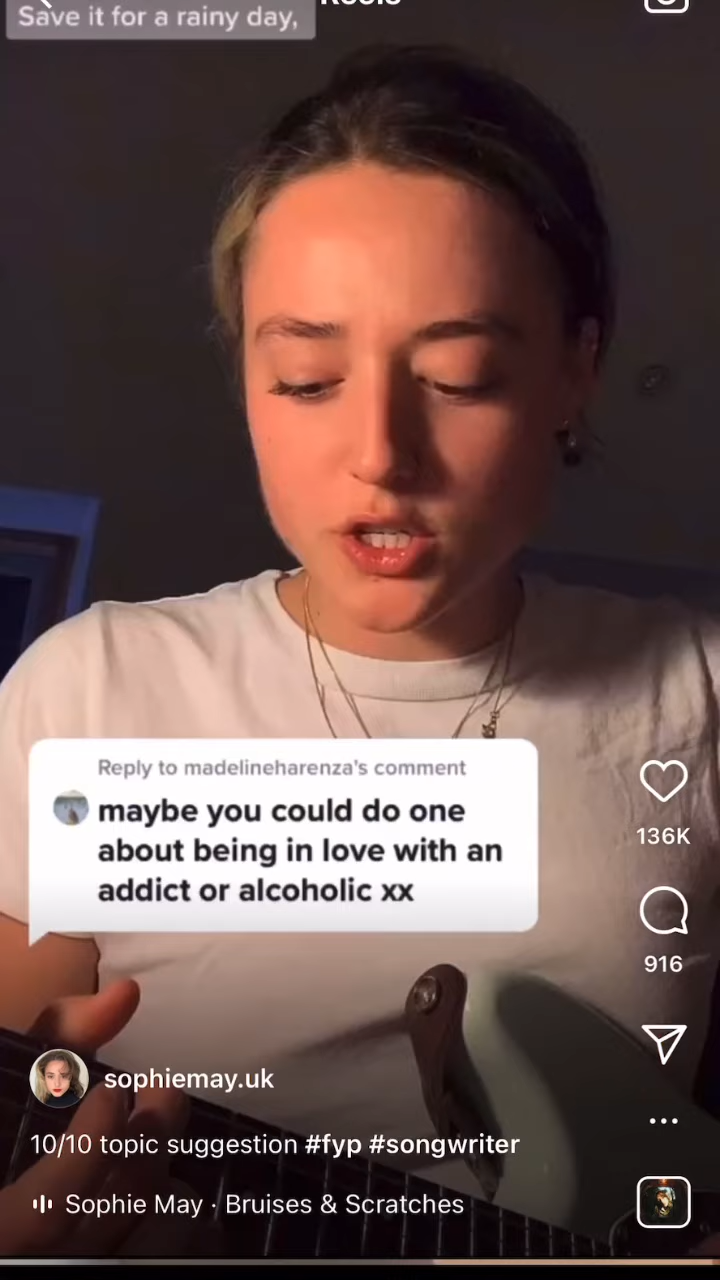 Reels
Save it for a rainy day,
Reply to madelineharenza's comment
maybe you could do one
about being in love with an
addict or alcoholic xx
136K
916
sophiemay.uk
10/10 topic suggestion #fyp #songwriter
Sophie May · Bruises & Scratches